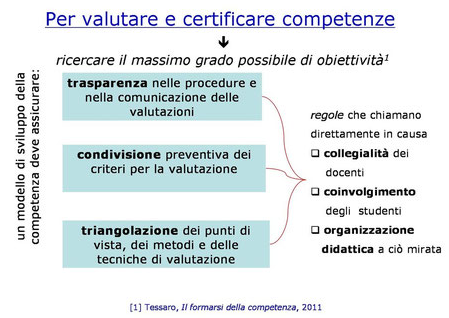 Per valutare e certificare competenze
ricercare il massimo grado possibile di obiettività1
un modello di sviluppo della
competenza deve assicurare:
trasparenza nelle procedure e
nella comunicazione delle
valutazioni
condivisione preventiva dei
criteri per la valutazione
triangolazione dei punti di
vista, dei metodi e delle
tecniche di valutazione
regole che chiamano
direttamente in causa
collegialità dei
docenti
coinvolgimento
degli studenti
organizzazione
didattica a ciò mirata
[1] Tessaro, Il formarsi della competenza, 2011